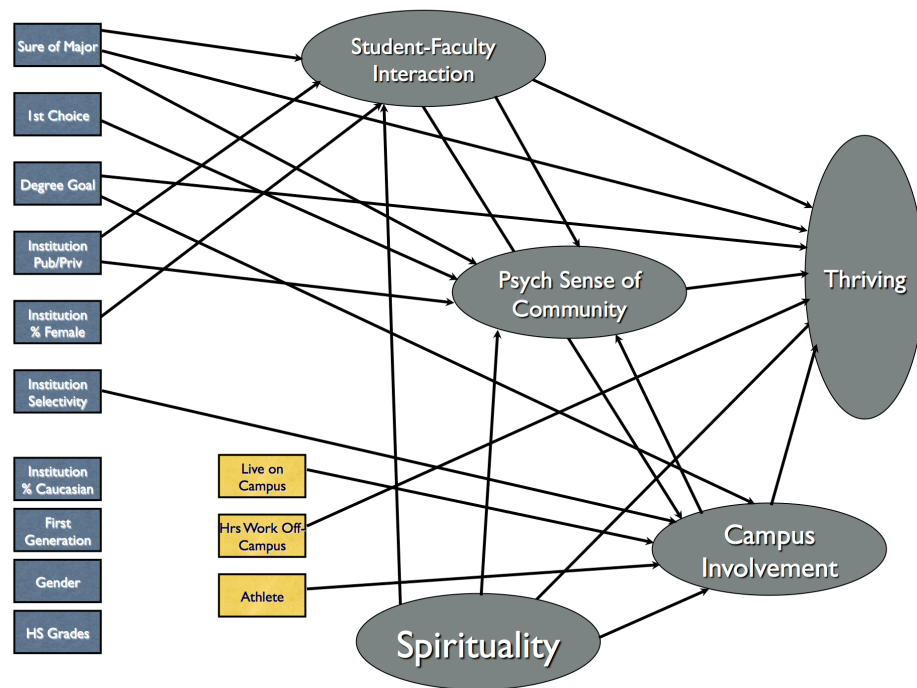 Sure of Major
1st Choice
Degree Goal
Institution
Pub/Priv
Institution
% Female
Institution
Selectivity
Institution
% Caucasian
First
Generation
Gender
HS Grades
Live on
Campus
Hrs Work Off-
Campus
Athlete
Student-Faculty
Interaction
Psych Sense of
Community
Campus
Involvement
Spirituality
Thriving